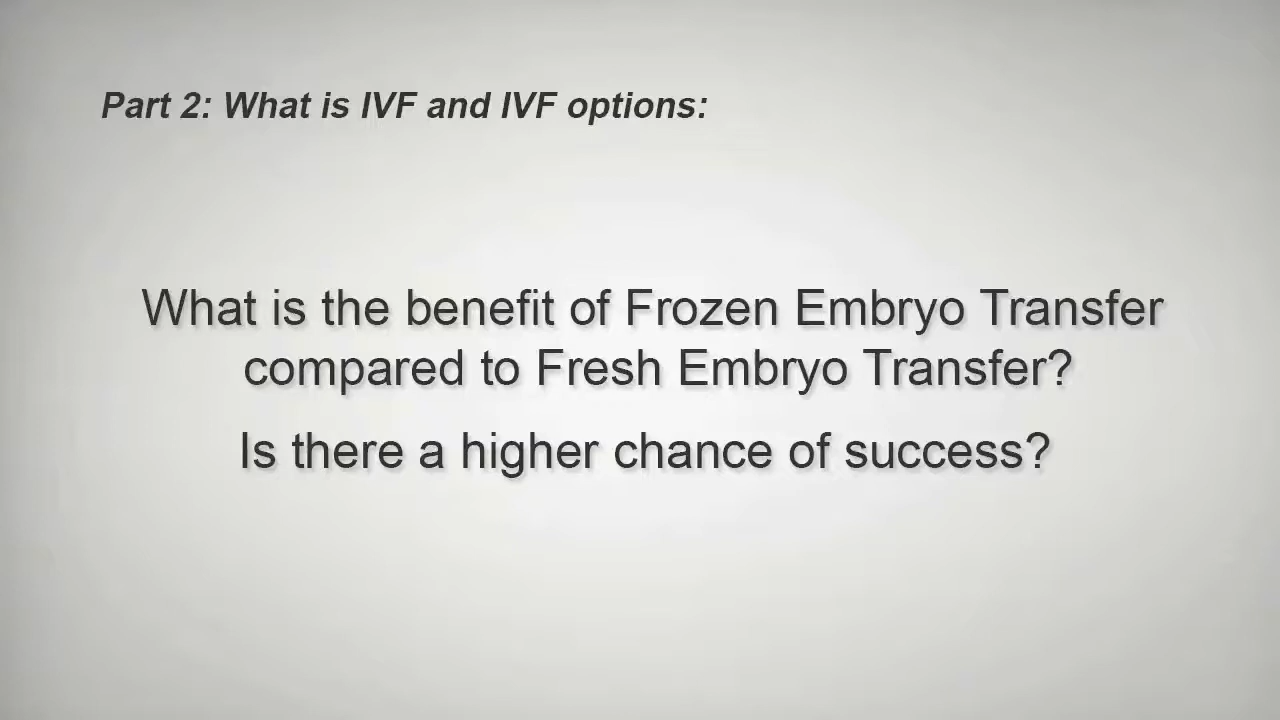 Part 2: What is IVF and IVF options:
What is the benefit of Frozen Embryo Transfer
compared to Fresh Embryo Transfer?
Is there a higher chance of success?